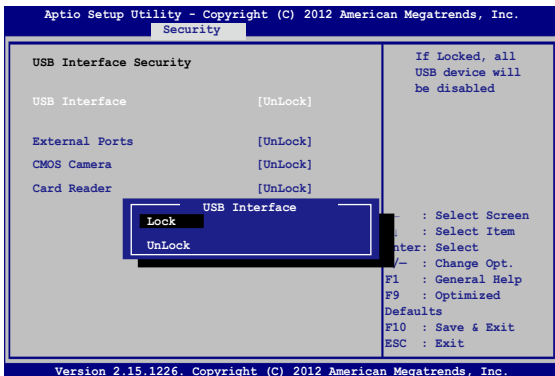 Aptio Setup Utility - Copyright (C) 2012 American Megatrends, Inc.
Security
USB Interface Security
USB Interface [UnLock]
External Ports [UnLock]
CMOS Camera [UnLock]
Card Reader [UnLock]
USB Interface
Lock
UnLock
If Locked, all
USB device will
be disabled
: Select Screen
: Select Item
nter: Select
/— : Change Opt.
F1 : General Help
F9 : Optimized
Defaults
F10 : Save & Exit
ESC : Exit
Version 2.15.1226. Copyright (C) 2012 American Megatrends, Inc.